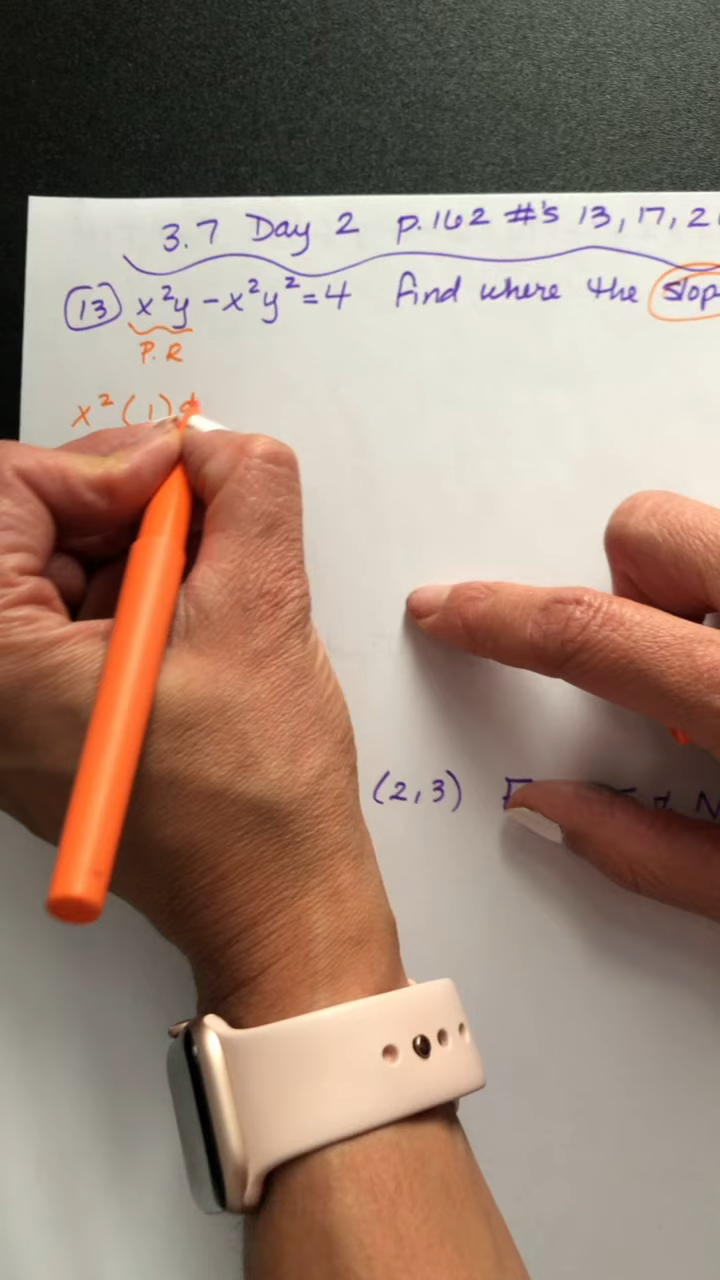 3.7 Day 2 p.162 #'s 13, 17, 2
13 x²y - x²y² = 4 find where the slop
P.R
x² (1) d
(2,3)